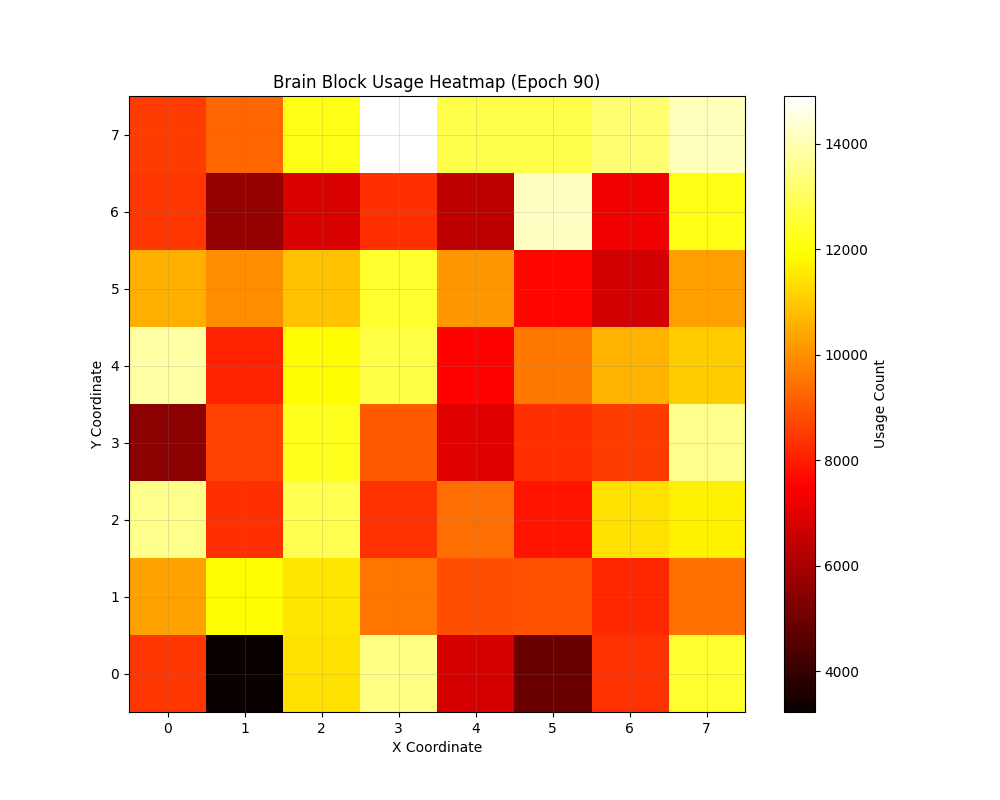 Brain Block Usage Heatmap (Epoch 90)
7
6
5
4
3
2
1
0
Y Coordinate
0 1 2 3 4 5 6 7
X Coordinate
14000
12000
10000
8000
6000
4000
Usage Count